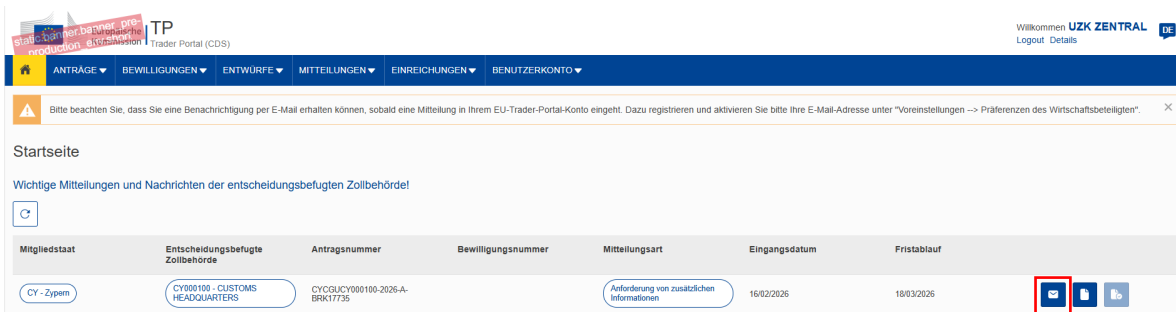 static.banner.banner_pre-
production
Europäische
Kommission
TP
Trader Portal (CDS)
Willkommen UZK ZENTRAL
Logout Details
DE
ANTRÄGE BEWILLIGUNGEN ENTWÜRFE MITTEILUNGEN EINREICHUNGEN BENUTZERKONTO
Bitte beachten Sie, dass Sie eine Benachrichtigung per E-Mail erhalten können, sobald eine Mitteilung in Ihrem EU-Trader-Portal-Konto eingeht. Dazu registrieren und aktivieren Sie bitte Ihre E-Mail-Adresse unter "Voreinstellungen --> Präferenzen des Wirtschaftsbeteiligten".
Startseite
Wichtige Mitteilungen und Nachrichten der entscheidungsbefugten Zollbehörde!
Mitgliedstaat Entscheidungsbefugte Zollbehörde Antragsnummer Bewilligungsnummer Mitteilungsart Eingangsdatum Fristablauf
CY - Zypern CY000100 - CUSTOMS HEADQUARTERS CYCGUCY000100-2026-A-BRK17735 Anforderung von zusätzlichen Informationen 16/02/2026 18/03/2026